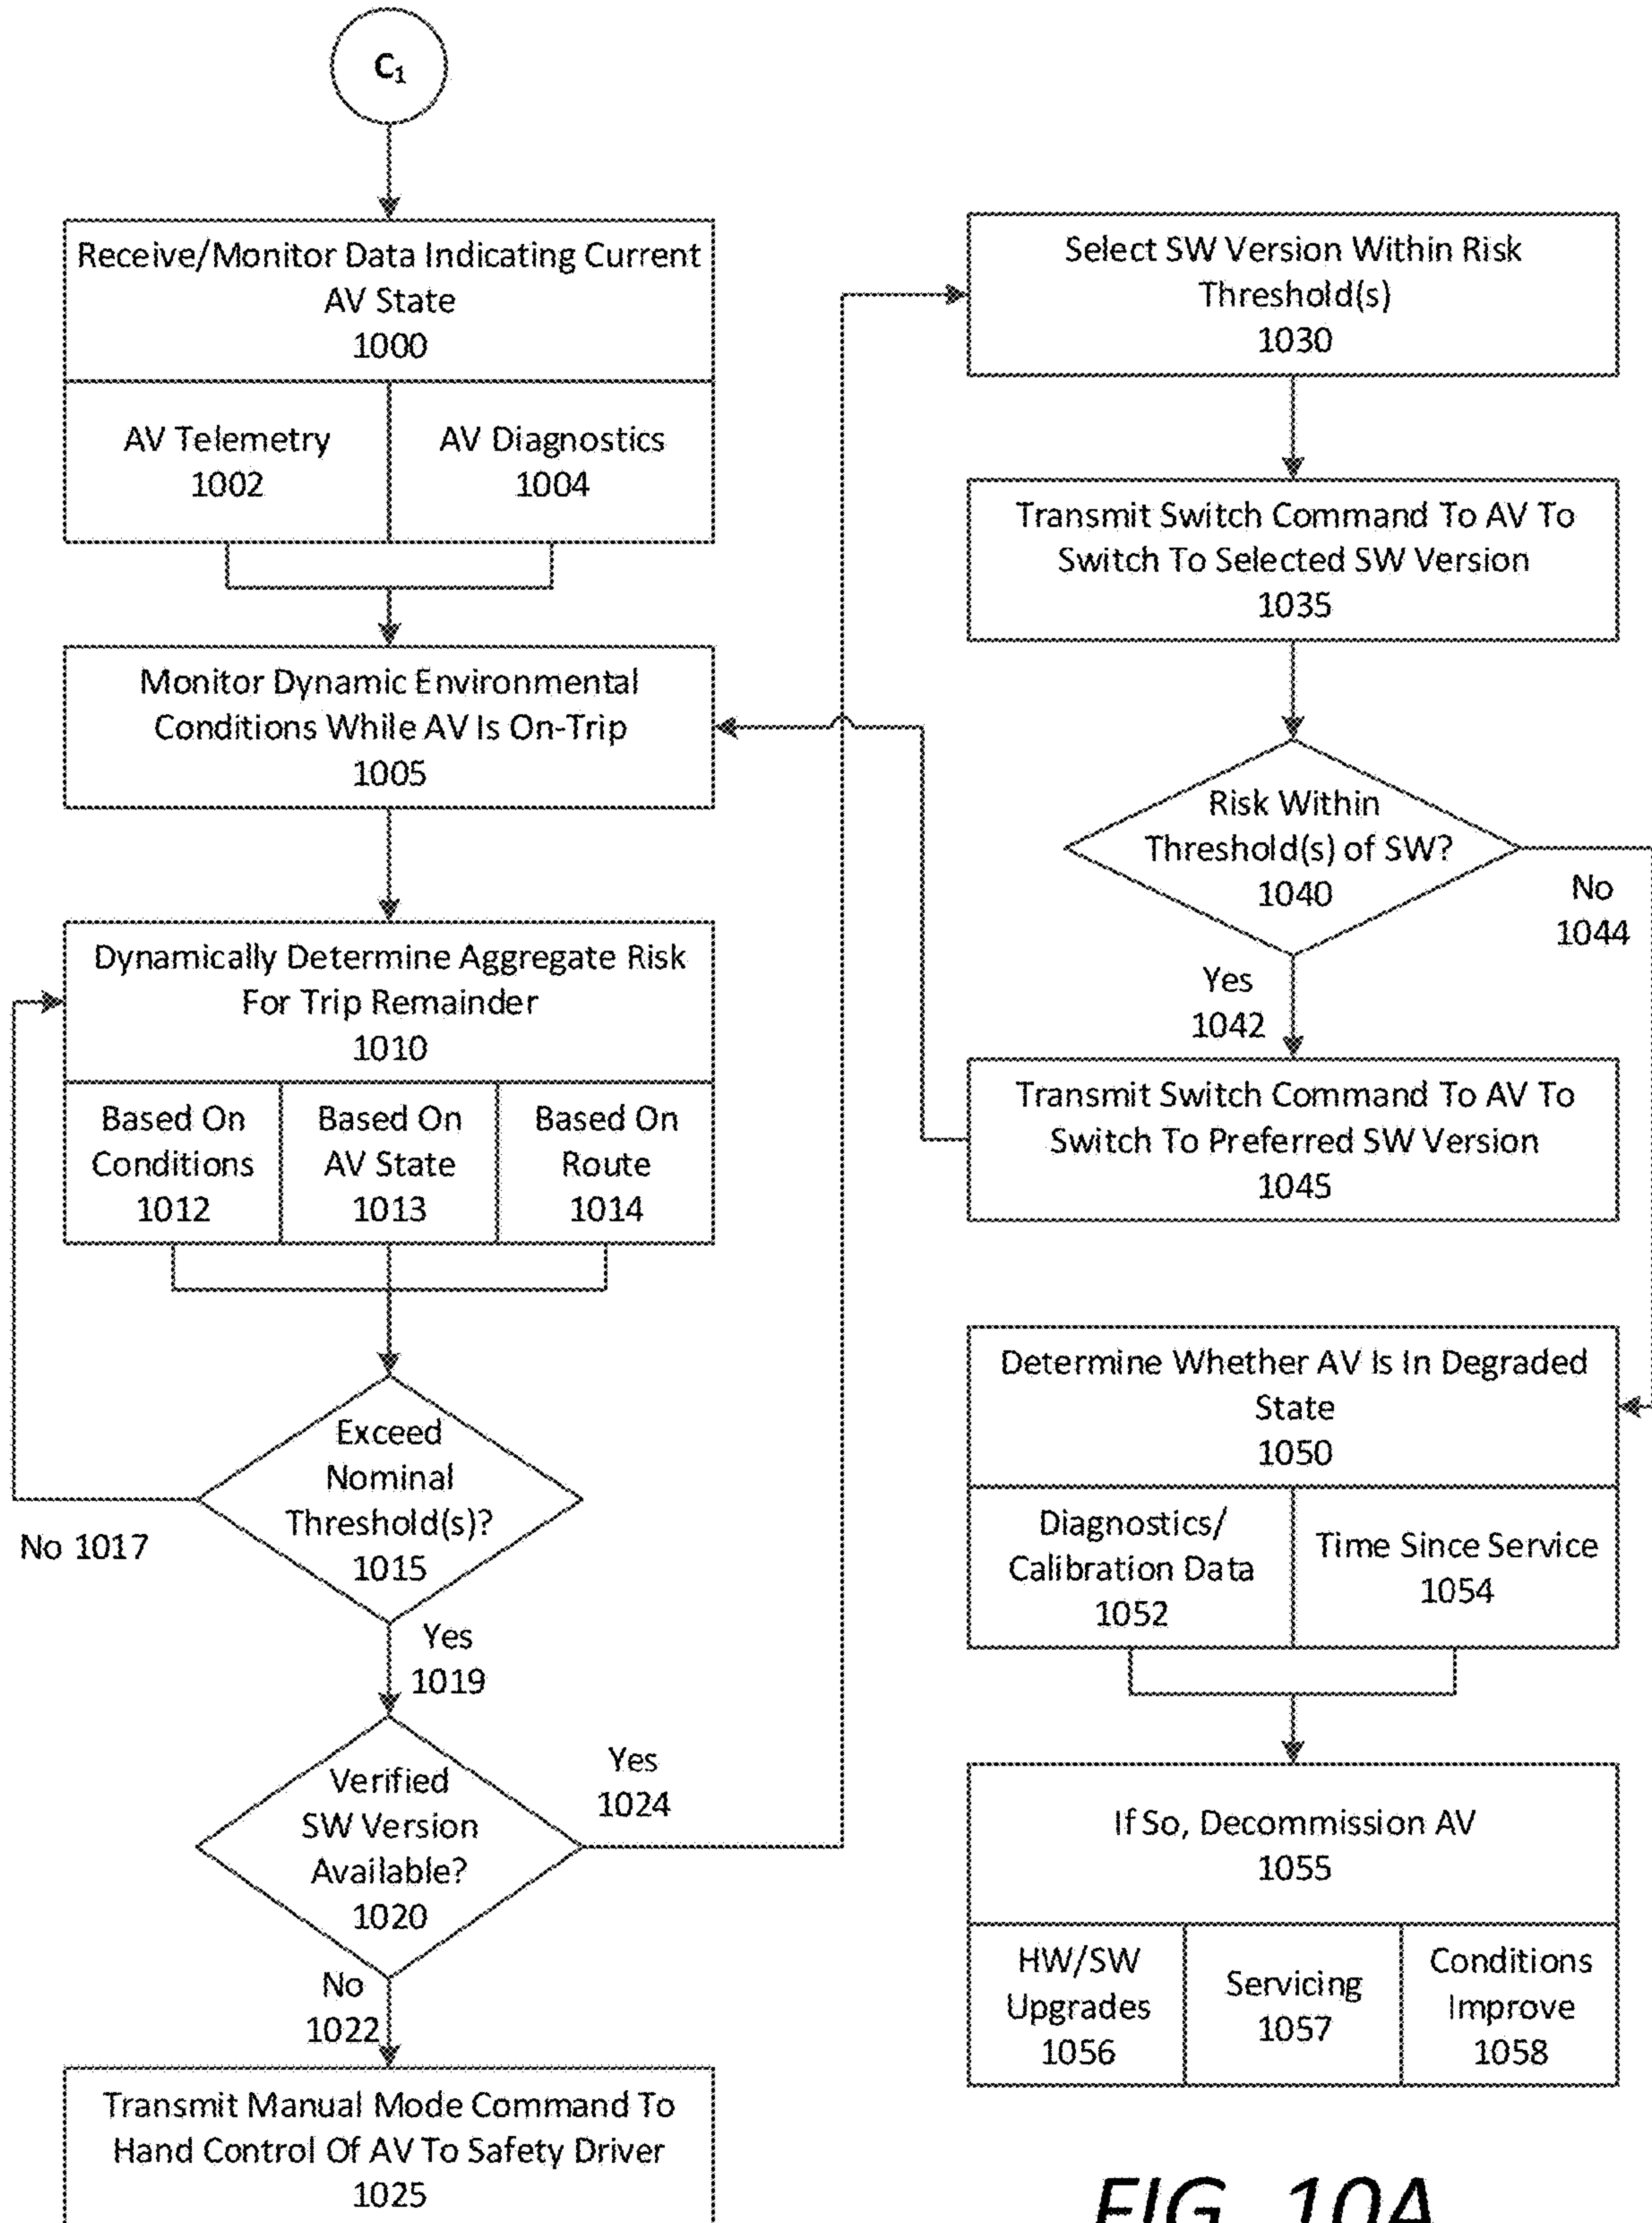 C1
Receive/Monitor Data Indicating Current
AV State
1000
AV Telemetry
1002
AV Diagnostics
1004
Monitor Dynamic Environmental
Conditions While AV Is On-Trip
1005
Dynamically Determine Aggregate Risk
For Trip Remainder
1010
Based On
Conditions
1012
Based On
AV State
1013
Based On
Route
1014
Exceed
Nominal
Threshold(s)?
1015
No 1017
Yes
1019
Verified
SW Version
Available?
1020
Yes
1024
No
1022
Transmit Manual Mode Command To
Hand Control Of AV To Safety Driver
1025
Select SW Version Within Risk
Threshold(s)
1030
Transmit Switch Command To AV To
Switch To Selected SW Version
1035
Risk Within
Threshold(s) of SW?
1040
No
1044
Yes
1042
Transmit Switch Command To AV To
Switch To Preferred SW Version
1045
Determine Whether AV Is In Degraded
State
1050
Diagnostics/
Calibration Data
1052
Time Since Service
1054
If So, Decommission AV
1055
HW/SW
Upgrades
1056
Servicing
1057
Conditions
Improve
1058
FIG. 10A